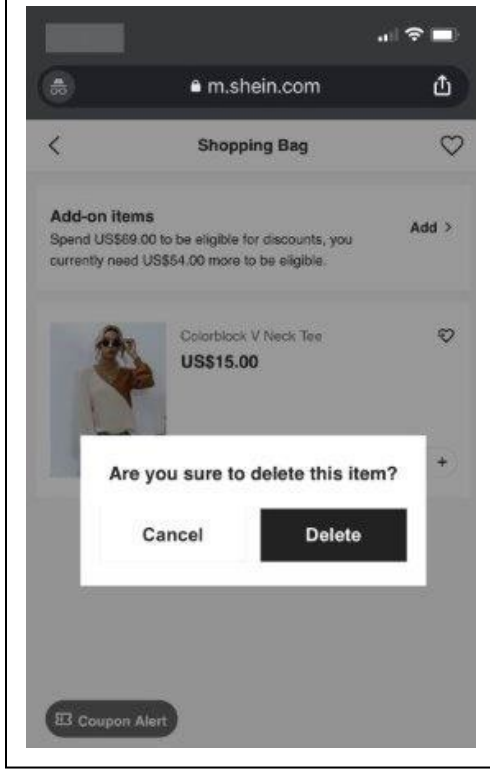 m.shein.com
Shopping Bag
Add-on items
Spend US$69.00 to be eligible for discounts, you
currently need US$54.00 more to be eligible.
Add >
Colorblock V Neck Tee
US$15.00
+
Are you sure to delete this item?
Cancel
Delete
Coupon Alert